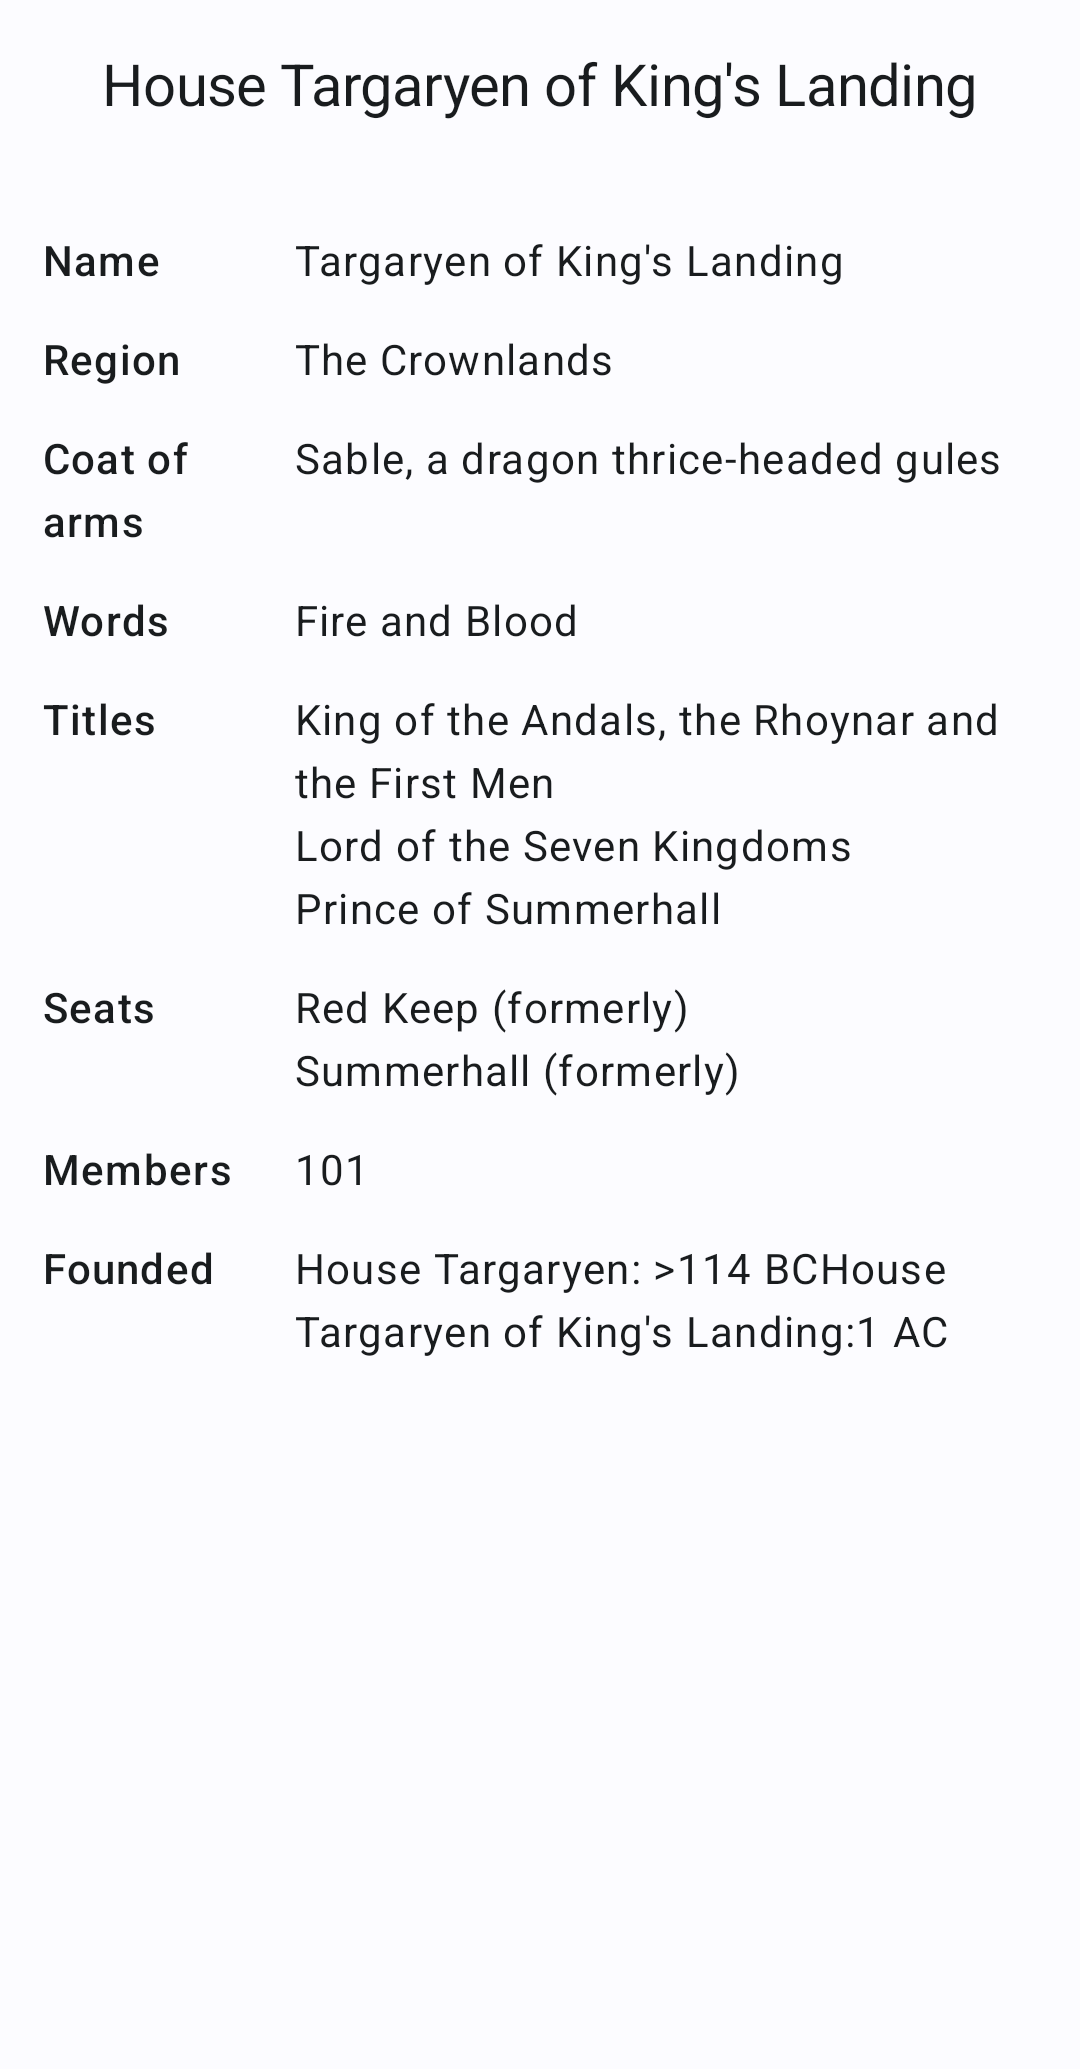 House Targaryen of King's Landing
Name Targaryen of King's Landing
Region The Crownlands
Coat of Sable, a dragon thrice-headed gules
arms
Words Fire and Blood
Titles King of the Andals, the Rhoynar and
the First Men
Lord of the Seven Kingdoms
Prince of Summerhall
Seats Red Keep (formerly)
Summerhall (formerly)
Members 101
Founded House Targaryen: >114 BCHouse
Targaryen of King's Landing:1 AC